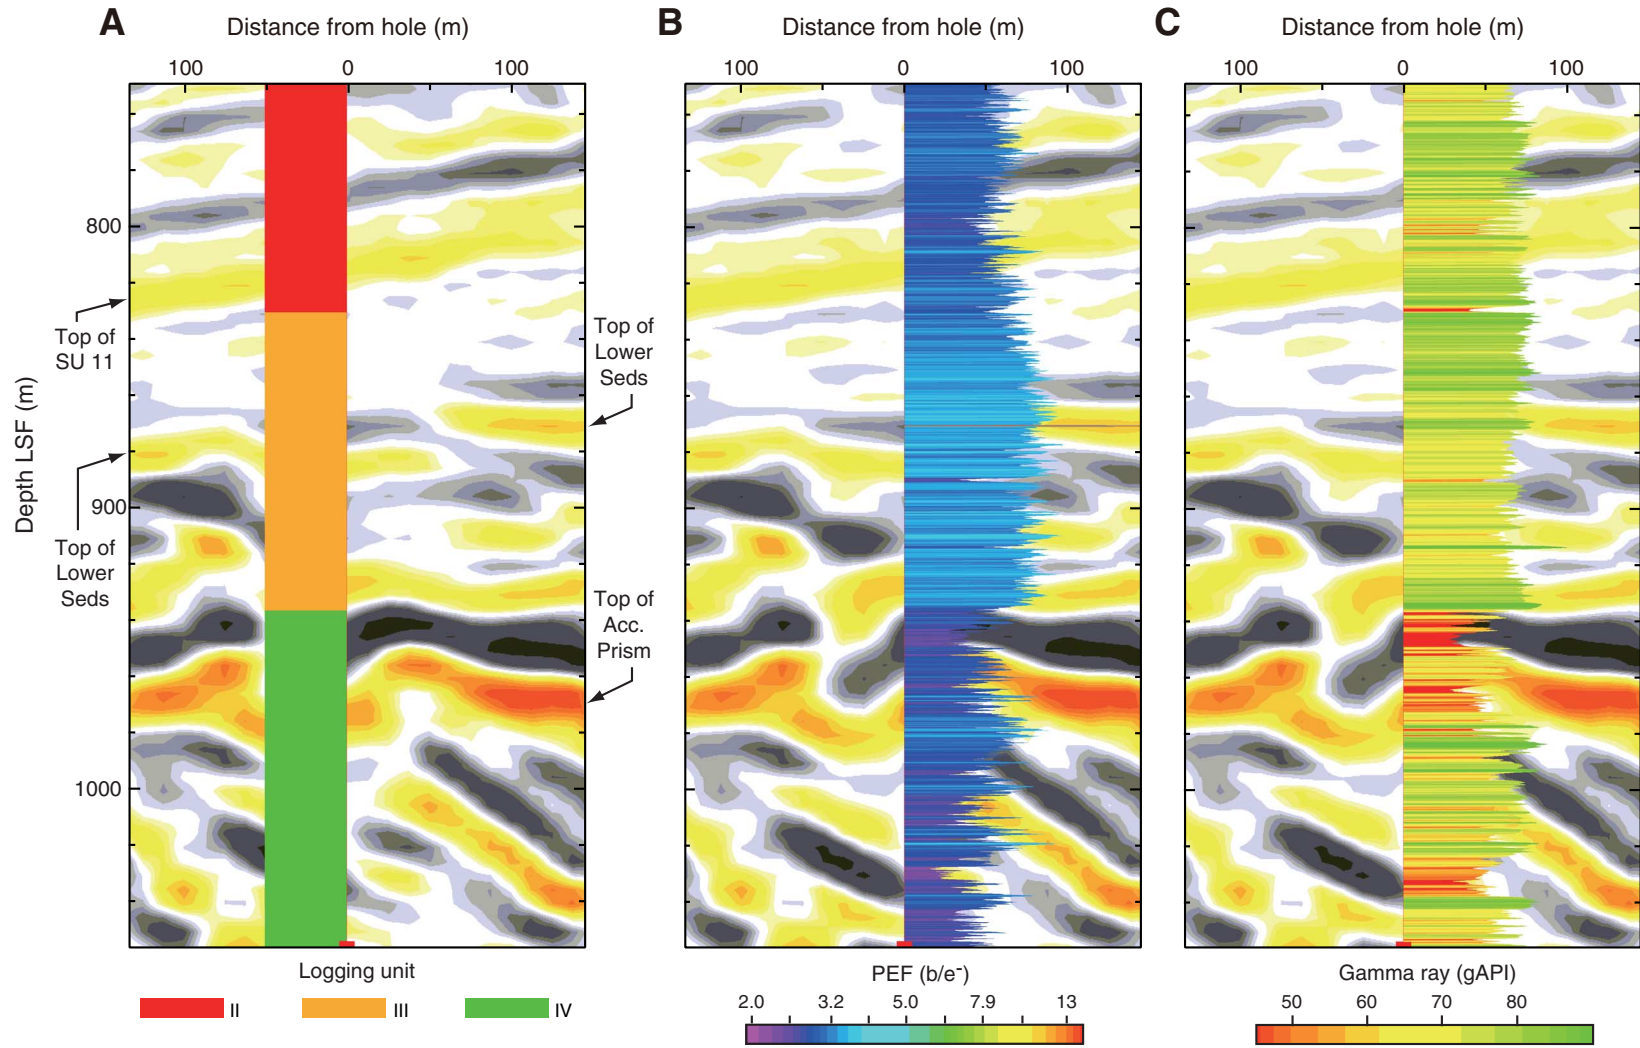 A
Distance from hole (m)
B
Distance from hole (m)
C
Distance from hole (m)
100 0 100
100 0 100
100 0 100
Depth LSF (m)
800
900
1000
Top of
SU 11
Top of
Lower
Seds
Top of
Lower
Seds
Top of
Acc.
Prism
Logging unit
II III IV
PEF (b/e-)
2.0 3.2 5.0 7.9 13
Gamma ray (gAPI)
50 60 70 80